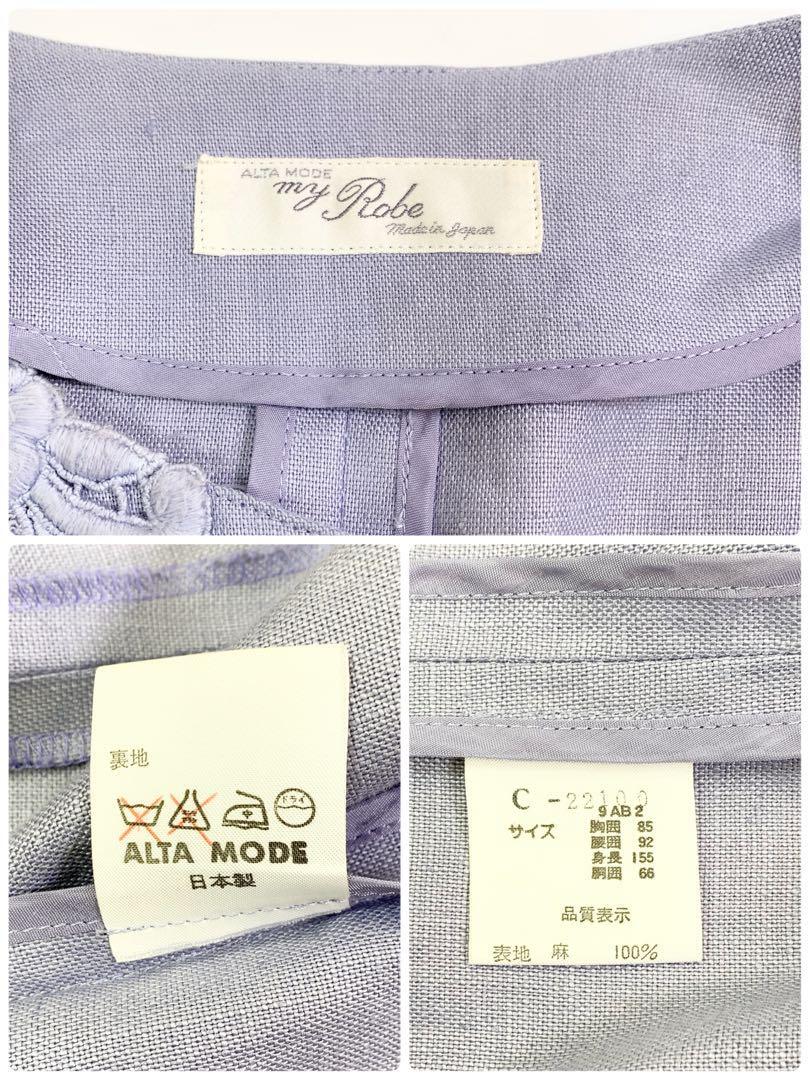 ALTA MODE
my Robe
Made in Japan
裏地
ドライ
ALTA MODE
日本製
C -22100
9 AB 2
サイズ
胸囲 85
腰囲 92
身長 155
胴囲 66
品質表示
表地 麻 100%